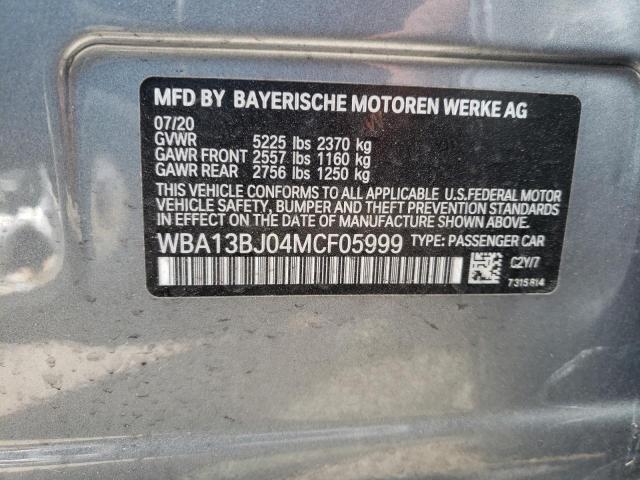 MFD BY BAYERISCHE MOTOREN WERKE AG
07/20
GVWR 5225 lbs 2370 kg
GAWR FRONT 2557 lbs 1160 kg
GAWR REAR 2756 lbs 1250 kg
THIS VEHICLE CONFORMS TO ALL APPLICABLE U.S.FEDERAL MOTOR
VEHICLE SAFETY, BUMPER AND THEFT PREVENTION STANDARDS
IN EFFECT ON THE DATE OF MANUFACTURE SHOWN ABOVE.
WBA13BJ04MCF05999 TYPE: PASSENGER CAR
C2Y/7
7315814